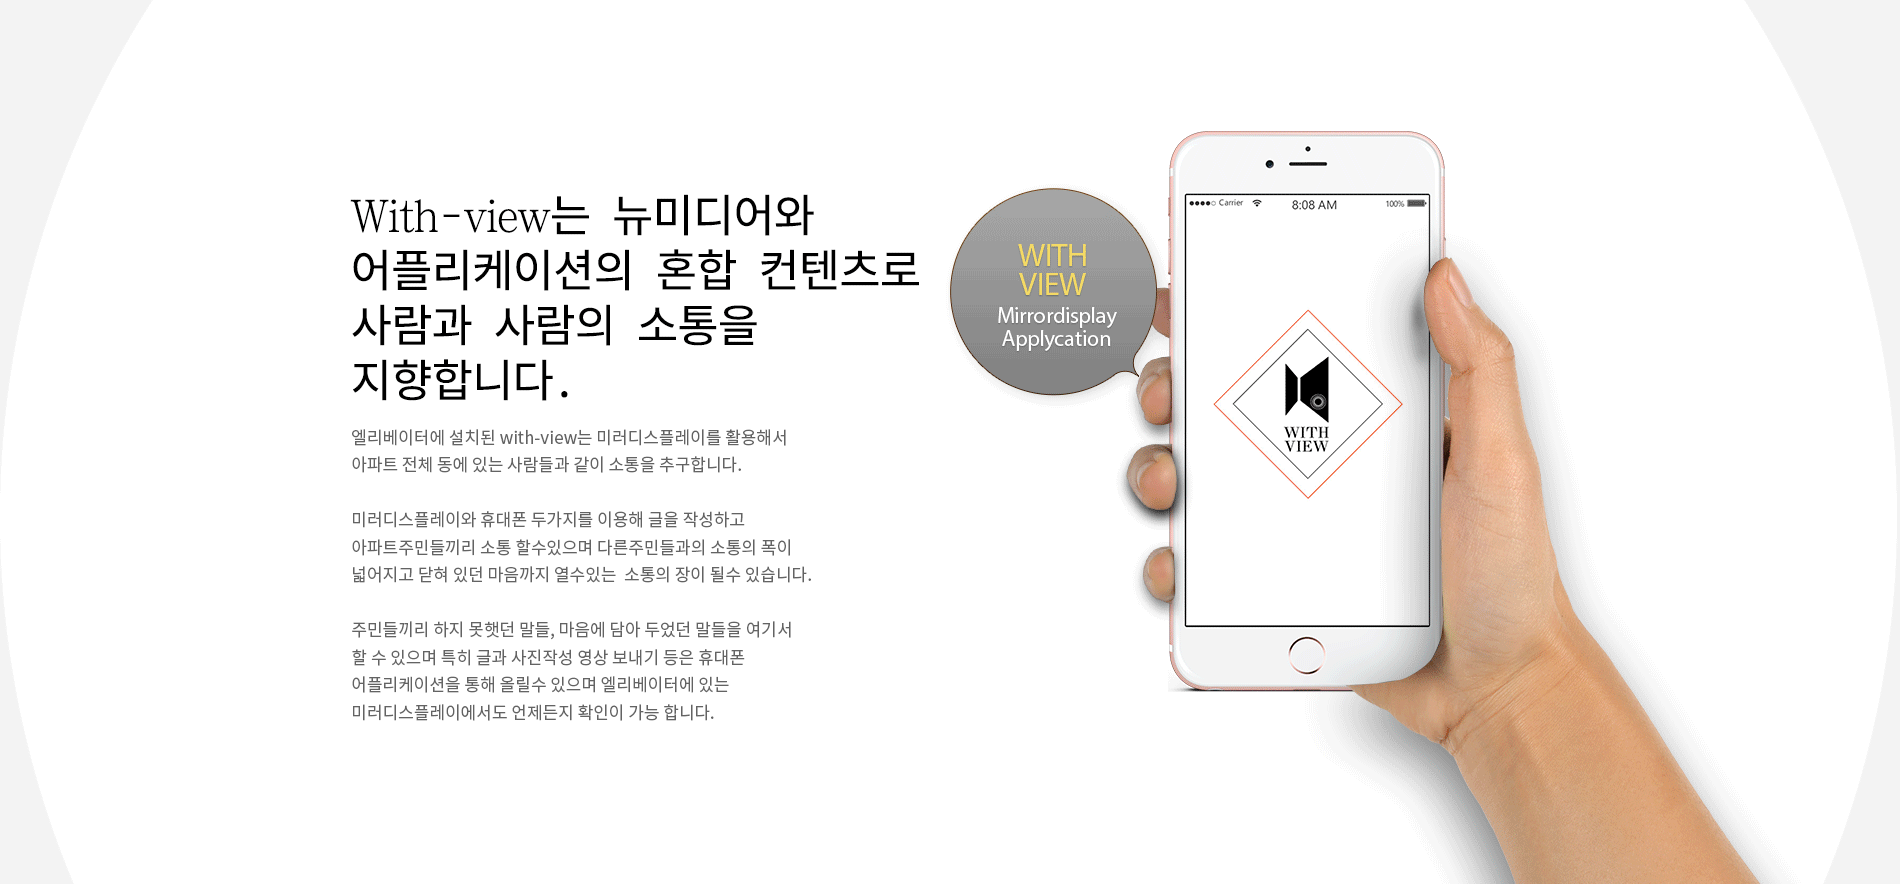 With-view는 뉴미디어와
어플리케이션의 혼합 컨텐츠로
사람과 사람의 소통을
지향합니다.
엘리베이터에 설치된 with-view는 미러디스플레이를 활용해서
아파트 전체 동에 있는 사람들과 같이 소통을 추구합니다.
미러디스플레이와 휴대폰 두가지를 이용해 글을 작성하고
아파트주민들끼리 소통 할수있으며 다른주민들과의 소통의 폭이
넓어지고 닫혀 있던 마음까지 열수있는 소통의 장이 될수 있습니다.
주민들끼리 하지 못햇던 말들, 마음에 담아 두었던 말들을 여기서
할 수 있으며 특히 글과 사진작성 영상 보내기 등은 휴대폰
어플리케이션을 통해 올릴수 있으며 엘리베이터에 있는
미러디스플레이에서도 언제든지 확인이 가능 합니다.
WITH
VIEW
Mirrordisplay
Applycation
Carrier 8:08 AM 100%
WITH
VIEW